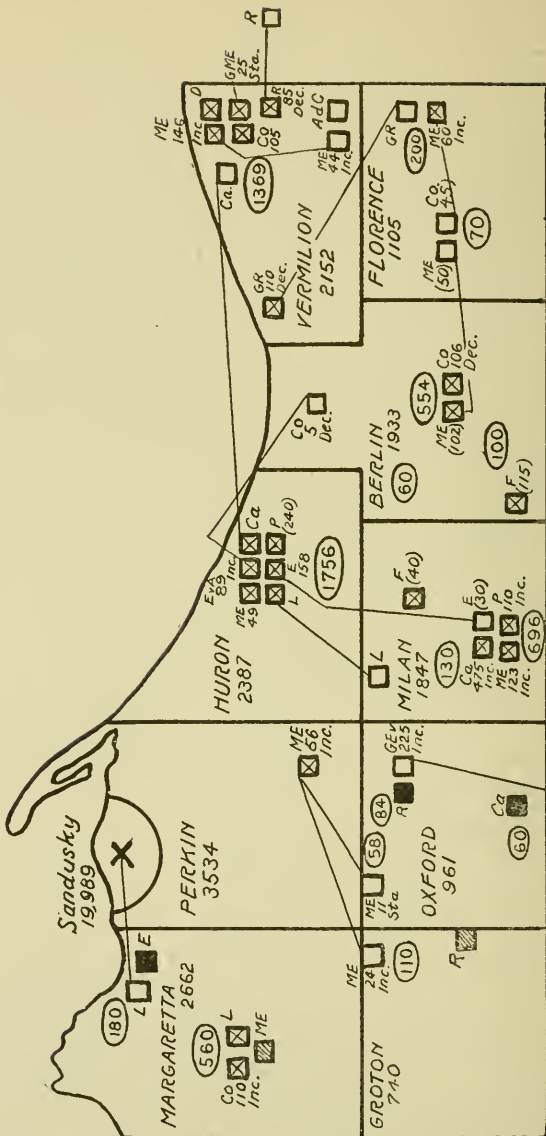 Sandusky
19,989
PERKIN
3534
ME
56
Inc.
180
L
E
MARGARETTA
2662
560
Co
110
Inc.
L
ME
GROTON
740
ME
24
Inc.
110
R
58
ME
11
Sta
84
R
GEv
225
Inc.
OXFORD
961
60
Ca
HURON
2387
EvA
89
Inc.
Ca
ME
49
P
(240)
E
158
L
1756
L
F
(40)
MILAN
1847
130
E
(30)
Ca
475
Inc.
P
110
Inc.
ME
123
Inc.
696
Co
5
Dec.
BERLIN
1933
60
554
ME
(102)
Co
106
Dec.
100
F
(115)
ME
146
Inc
D
GME
25
Sta.
R
85
Dec.
Co
105
R
Ca.
1369
ME
44
Inc.
AdC
GR
110
Dec.
VERMILION
2152
GR
200
ME
60
Inc.
FLORENCE
1105
Co
(45)
ME
(50)
70